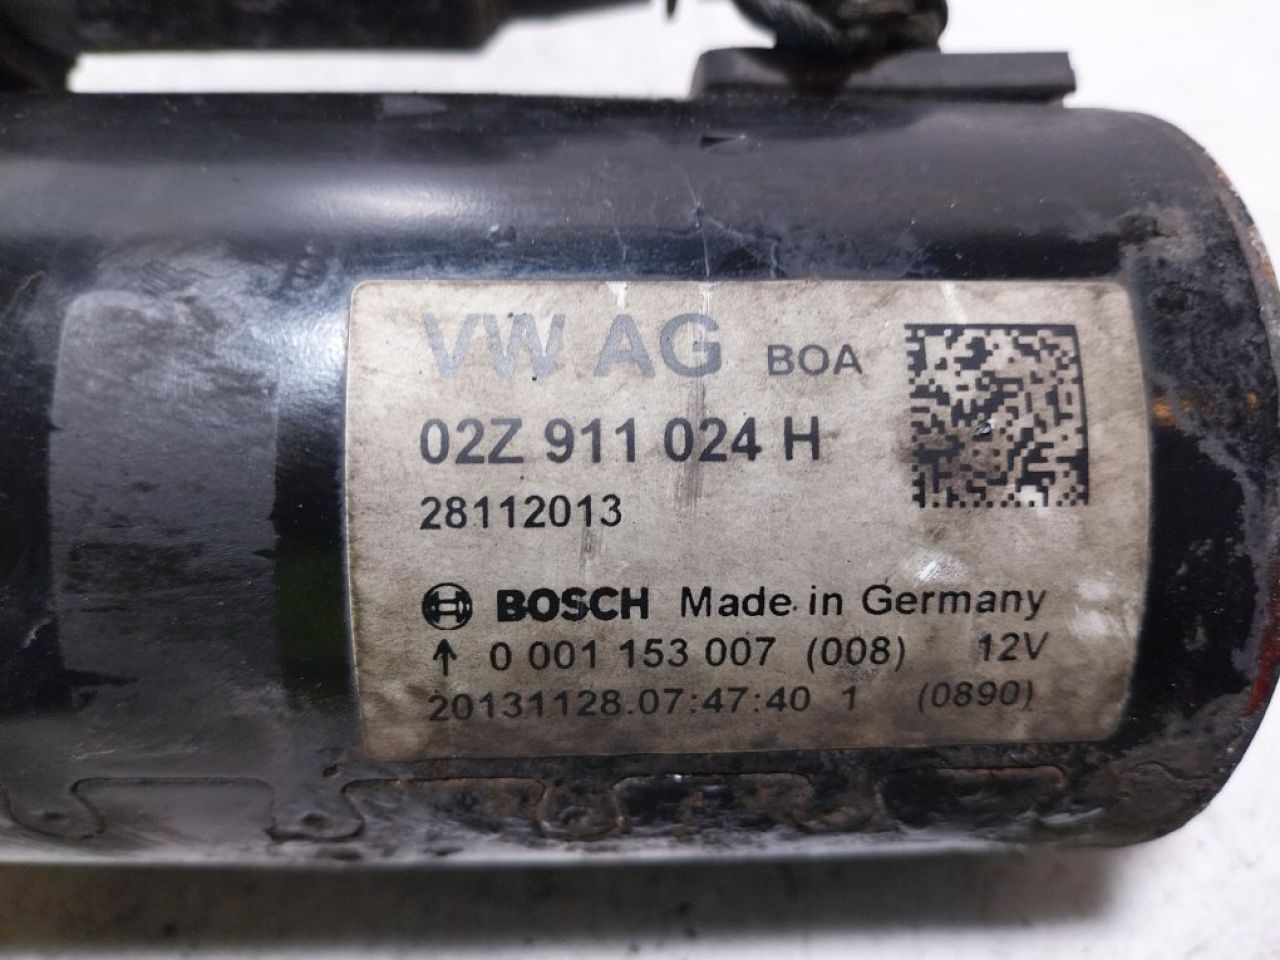 VW AG BOA
02Z 911 024 H
28112013
BOSCH Made in Germany
↑ 0 001 153 007 (008) 12V
20131128.07:47:40 1 (0890)